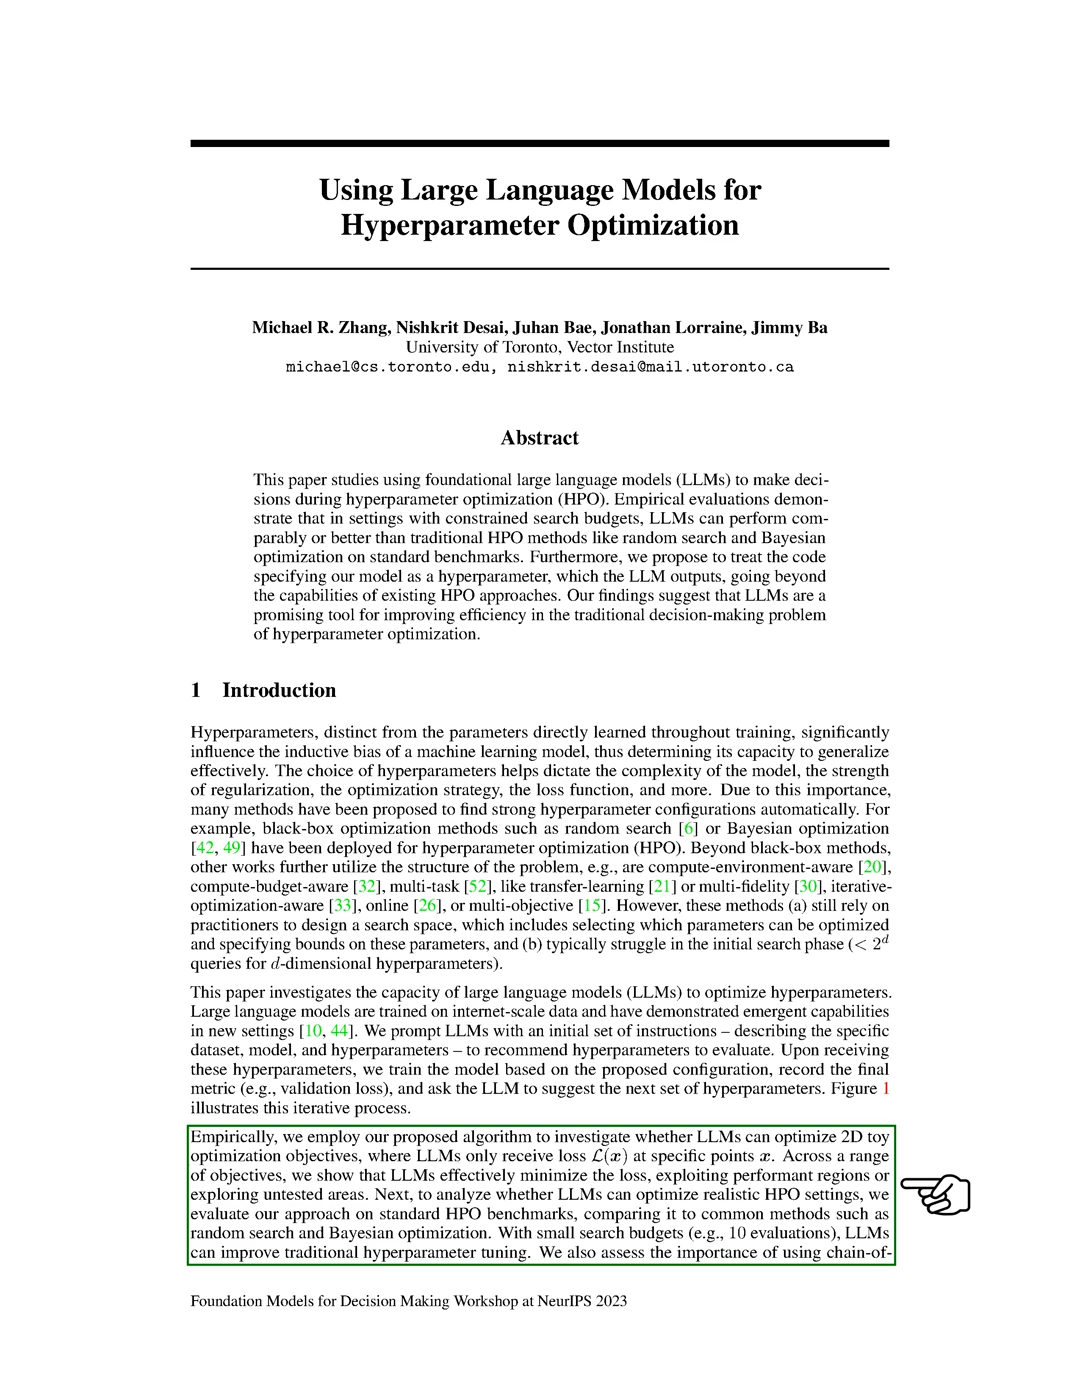 Using Large Language Models for
Hyperparameter Optimization
Michael R. Zhang, Nishkrit Desai, Juhan Bae, Jonathan Lorraine, Jimmy Ba
University of Toronto, Vector Institute
michael@cs.toronto.edu, nishkrit.desai@mail.utoronto.ca
Abstract
This paper studies using foundational large language models (LLMs) to make deci-
sions during hyperparameter optimization (HPO). Empirical evaluations demon-
strate that in settings with constrained search budgets, LLMs can perform com-
parably or better than traditional HPO methods like random search and Bayesian
optimization on standard benchmarks. Furthermore, we propose to treat the code
specifying our model as a hyperparameter, which the LLM outputs, going beyond
the capabilities of existing HPO approaches. Our findings suggest that LLMs are a
promising tool for improving efficiency in the traditional decision-making problem
of hyperparameter optimization.
1 Introduction
Hyperparameters, distinct from the parameters directly learned throughout training, significantly
influence the inductive bias of a machine learning model, thus determining its capacity to generalize
effectively. The choice of hyperparameters helps dictate the complexity of the model, the strength
of regularization, the optimization strategy, the loss function, and more. Due to this importance,
many methods have been proposed to find strong hyperparameter configurations automatically. For
example, black-box optimization methods such as random search [6] or Bayesian optimization
[42, 49] have been deployed for hyperparameter optimization (HPO). Beyond black-box methods,
other works further utilize the structure of the problem, e.g., are compute-environment-aware [20],
compute-budget-aware [32], multi-task [52], like transfer-learning [21] or multi-fidelity [30], iterative-
optimization-aware [33], online [26], or multi-objective [15]. However, these methods (a) still rely on
practitioners to design a search space, which includes selecting which parameters can be optimized
and specifying bounds on these parameters, and (b) typically struggle in the initial search phase (< 2^d
queries for d-dimensional hyperparameters).
This paper investigates the capacity of large language models (LLMs) to optimize hyperparameters.
Large language models are trained on internet-scale data and have demonstrated emergent capabilities
in new settings [10, 44]. We prompt LLMs with an initial set of instructions – describing the specific
dataset, model, and hyperparameters – to recommend hyperparameters to evaluate. Upon receiving
these hyperparameters, we train the model based on the proposed configuration, record the final
metric (e.g., validation loss), and ask the LLM to suggest the next set of hyperparameters. Figure 1
illustrates this iterative process.
Empirically, we employ our proposed algorithm to investigate whether LLMs can optimize 2D toy
optimization objectives, where LLMs only receive loss ℒ(x) at specific points x. Across a range
of objectives, we show that LLMs effectively minimize the loss, exploiting performant regions or
exploring untested areas. Next, to analyze whether LLMs can optimize realistic HPO settings, we
evaluate our approach on standard HPO benchmarks, comparing it to common methods such as
random search and Bayesian optimization. With small search budgets (e.g., 10 evaluations), LLMs
can improve traditional hyperparameter tuning. We also assess the importance of using chain-of-
Foundation Models for Decision Making Workshop at NeurIPS 2023